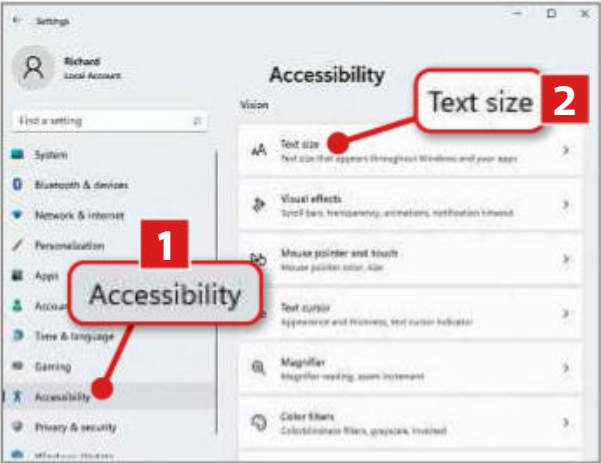 Settings
Richard
Local Account
Find a setting
System
Bluetooth & devices
Network & internet
Personalization
Apps
Accessibility
1
Time & language
Gaming
Accessibility
Privacy & security
Windows Update
Accessibility
Vision
Text size
2
Text size
Text size that appears throughout Windows and your apps
Visual effects
Scroll bars, transparency, animations, notification timeout
Mouse pointer and touch
Mouse pointer color, size
Text cursor
Appearance and thickness, text cursor indicator
Magnifier
Magnifier reading, zoom increment
Color filters
Colorblindness filters, grayscale, inverted